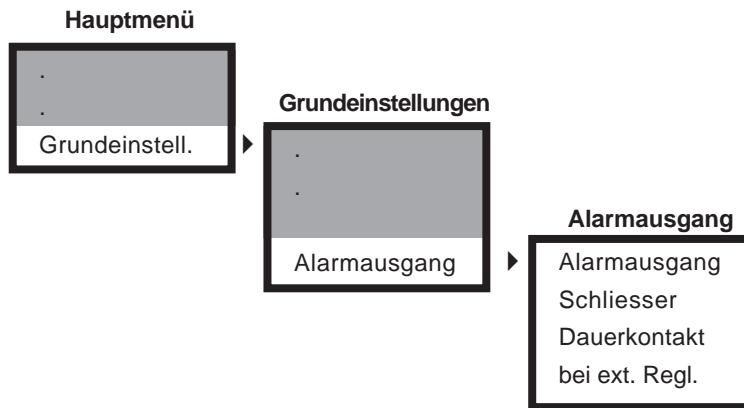 Hauptmenü
.
.
Grundeinstell.
Grundeinstellungen
.
.
Alarmausgang
Alarmausgang
Alarmausgang
Schliesser
Dauerkontakt
bei ext. Regl.